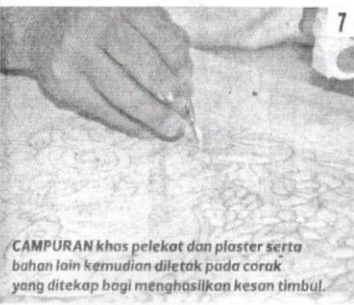 7
CAMPURAN khas pelekat dan plaster serta
bahan lain kemudian diletak pada corak
yang ditekap bagi menghasilkan kesan timbul.